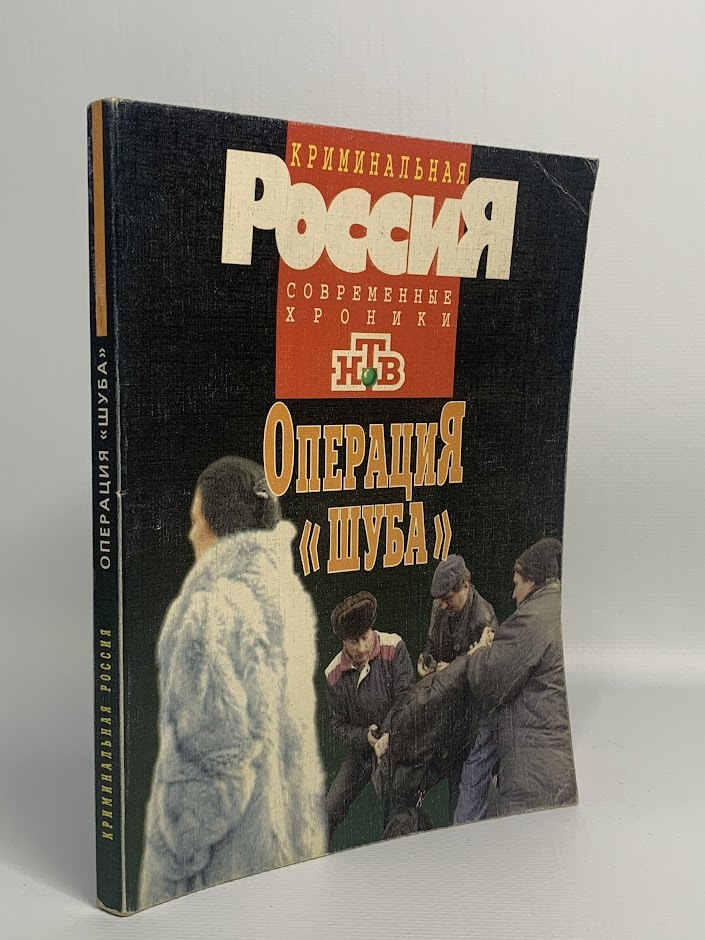 КРИМИНАЛЬНАЯ
РОССИЯ
СОВРЕМЕННЫЕ
ХРОНИКИ
НТВ
ОПЕРАЦИЯ
«ШУБА»
КРИМИНАЛЬНАЯ РОССИЯ ОПЕРАЦИЯ «ШУБА»